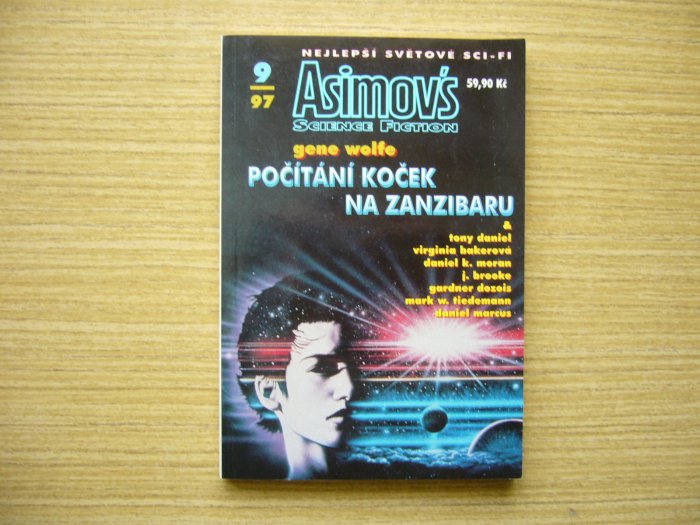 NEJLEPŠÍ SVĚTOVÉ SCI-FI
9
97
Asimov's
SCIENCE FICTION
59,90 Kč
gene wolfe
POČÍTÁNÍ KOČEK
NA ZANZIBARU
&
tony daniel
virginia bakerová
daniel k. moran
j. brooke
gardner dozois
mark w. tiedemann
daniel marcus